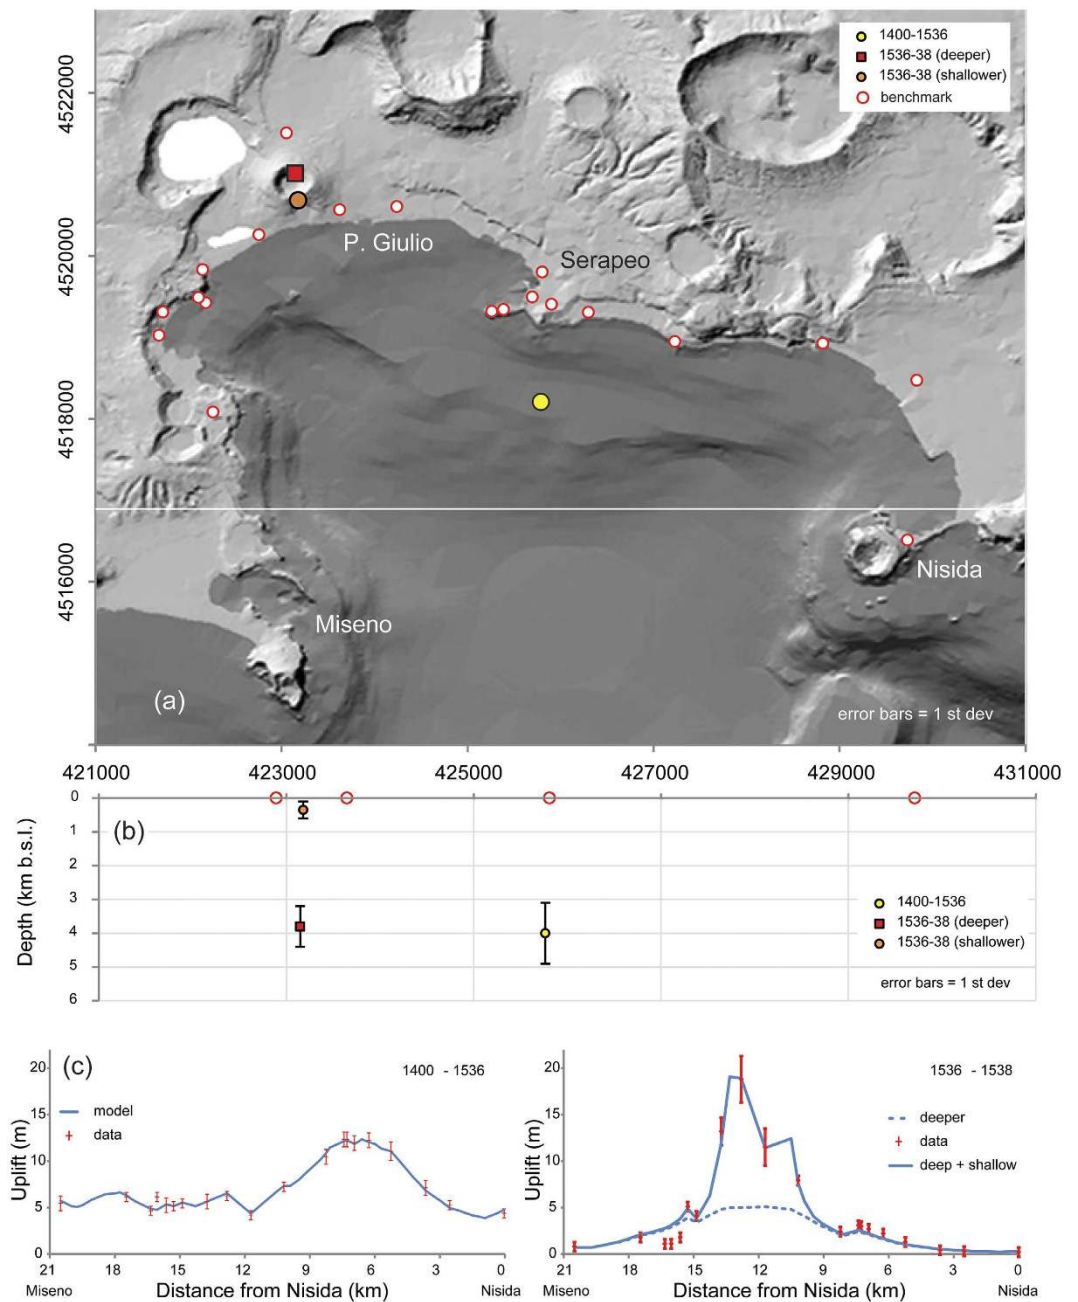 1400-1536
1536-38 (deeper)
1536-38 (shallower)
benchmark
4522000
4520000
4518000
4516000
P. Giulio
Serapeo
Nisida
Miseno
(a)
error bars = 1 st dev
421000 423000 425000 427000 429000 431000
0
1
2
3
4
5
6
Depth (km b.s.l.)
(b)
1400-1536
1536-38 (deeper)
1536-38 (shallower)
error bars = 1 st dev
(c)
1400 - 1536
20
15
10
5
0
Uplift (m)
model
data
21 18 15 12 9 6 3 0
Miseno Distance from Nisida (km) Nisida
1536 - 1538
20
15
10
5
0
Uplift (m)
deeper
data
deep + shallow
21 18 15 12 9 6 3 0
Miseno Distance from Nisida (km) Nisida